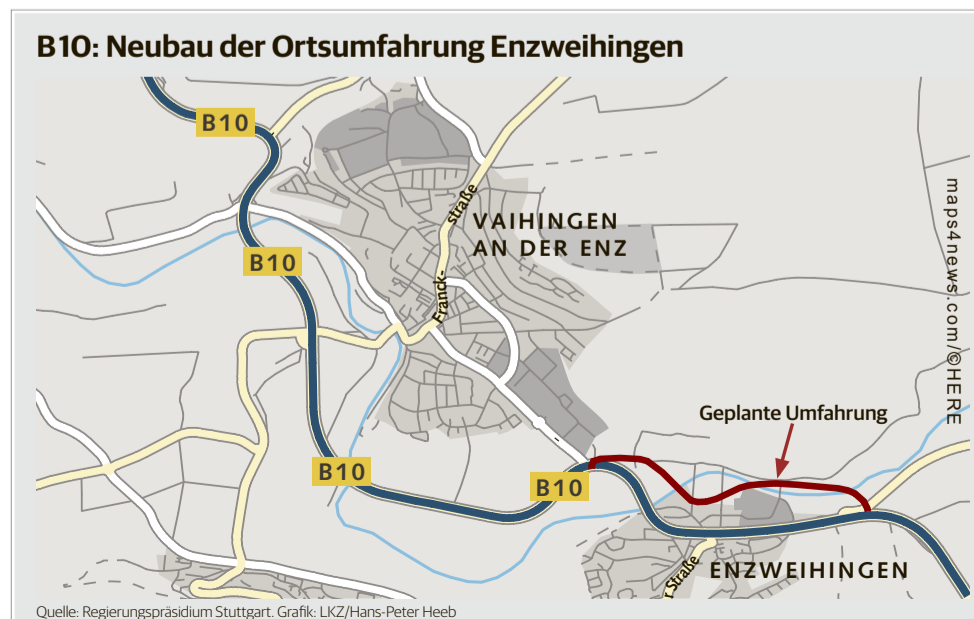 B10: Neubau der Ortsumfahrung Enzweihingen
B10
straße
VAIHINGEN
AN DER ENZ
B10
Franck-
maps4news.com/©HERE
Geplante Umfahrung
B10
B10
ENZWEIHINGEN
r Straße
Quelle: Regierungspräsidium Stuttgart. Grafik: LKZ/Hans-Peter Heeb